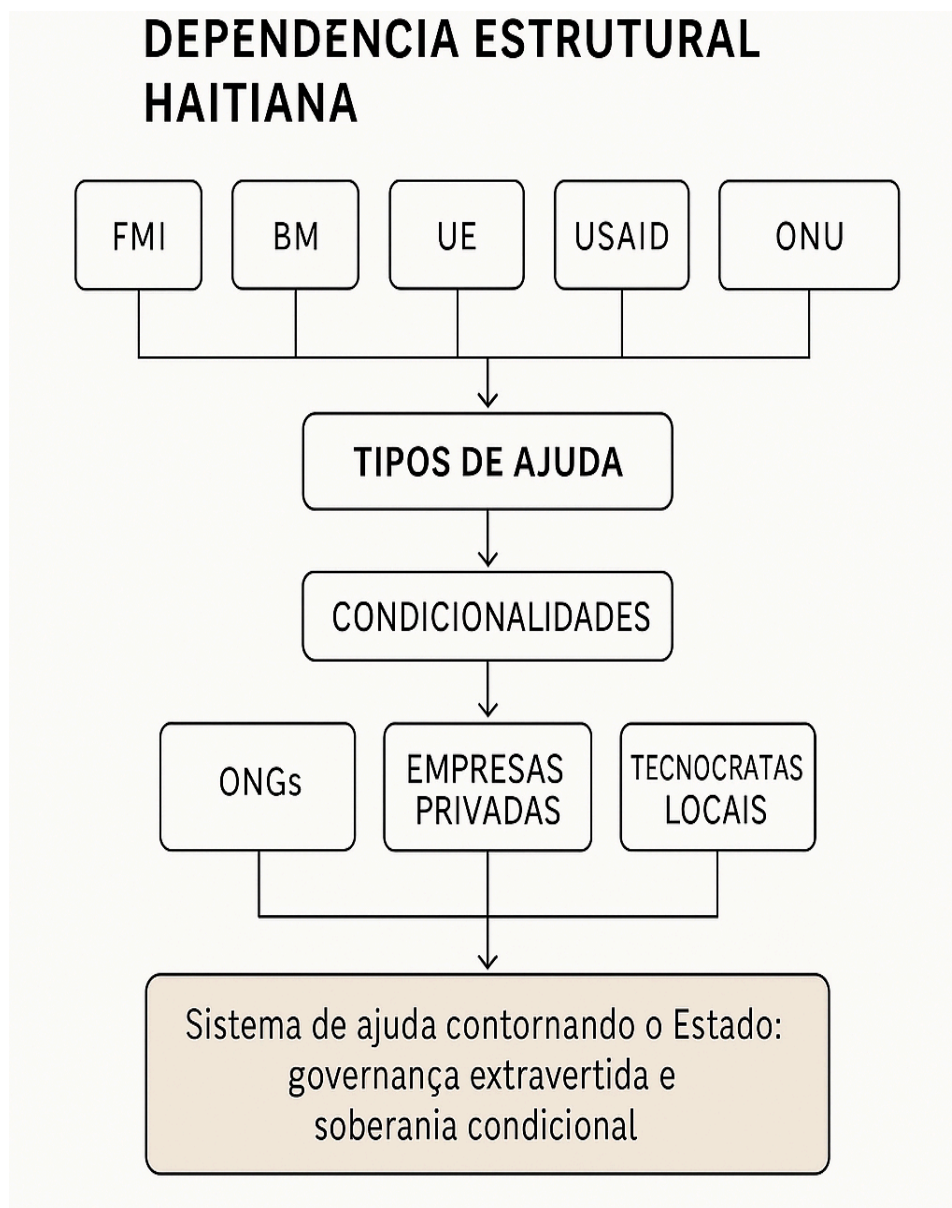 DEPENDÊNCIA ESTRUTURAL
HAITIANA
FMI
BM
UE
USAID
ONU
TIPOS DE AJUDA
CONDICIONALIDADES
ONGs
EMPRESAS
PRIVADAS
TECNOCRATAS
LOCAIS
Sistema de ajuda contornando o Estado:
governança extravertida e
soberania condicional